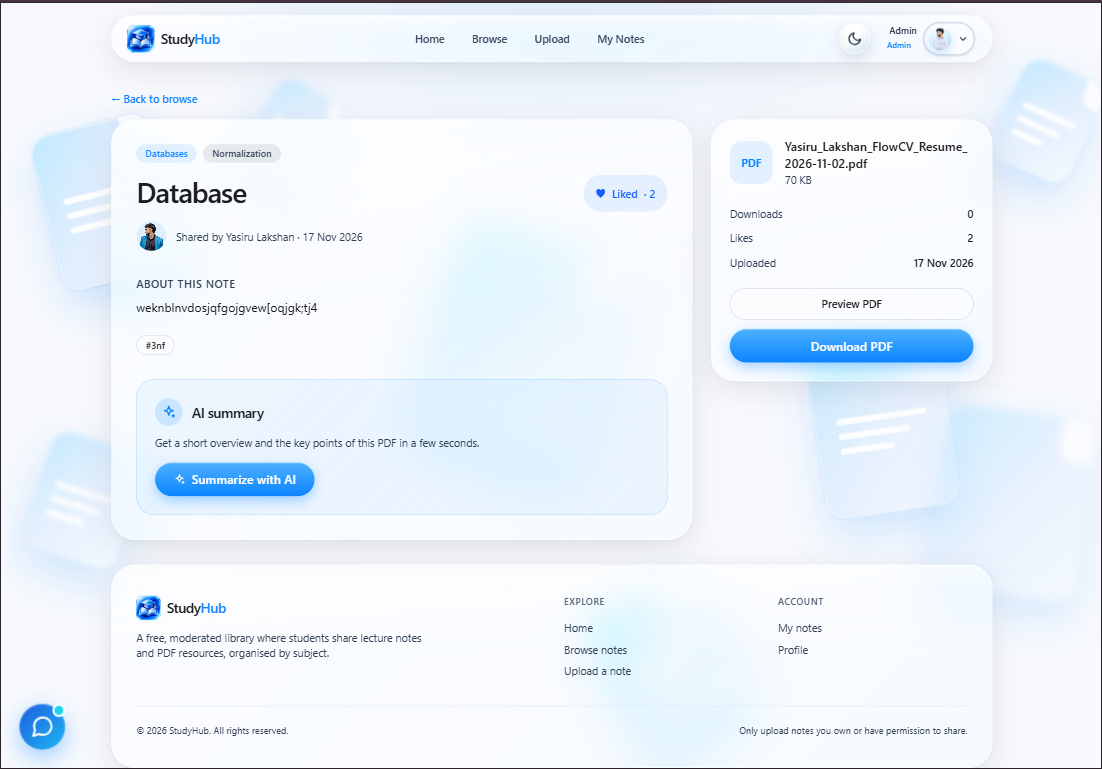 StudyHub
Home Browse Upload My Notes
Admin
Admin
← Back to browse
Databases Normalization
Database
Liked · 2
Shared by Yasiru Lakshan · 17 Nov 2026
ABOUT THIS NOTE
weknblnvdosjqfgojgvew[oqjgk;tj4
#3nf
AI summary
Get a short overview and the key points of this PDF in a few seconds.
Summarize with AI
PDF
Yasiru_Lakshan_FlowCV_Resume_
2026-11-02.pdf
70 KB
Downloads 0
Likes 2
Uploaded 17 Nov 2026
Preview PDF
Download PDF
StudyHub
A free, moderated library where students share lecture notes
and PDF resources, organised by subject.
EXPLORE
Home
Browse notes
Upload a note
ACCOUNT
My notes
Profile
© 2026 StudyHub. All rights reserved.
Only upload notes you own or have permission to share.